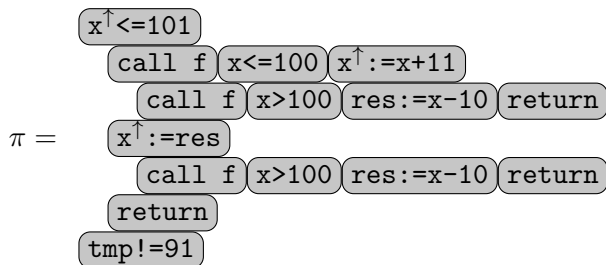 x↑<=101
call f x<=100 x↑:=x+11
call f x>100 res:=x-10 return
π = x↑:=res
call f x>100 res:=x-10 return
return
tmp!=91